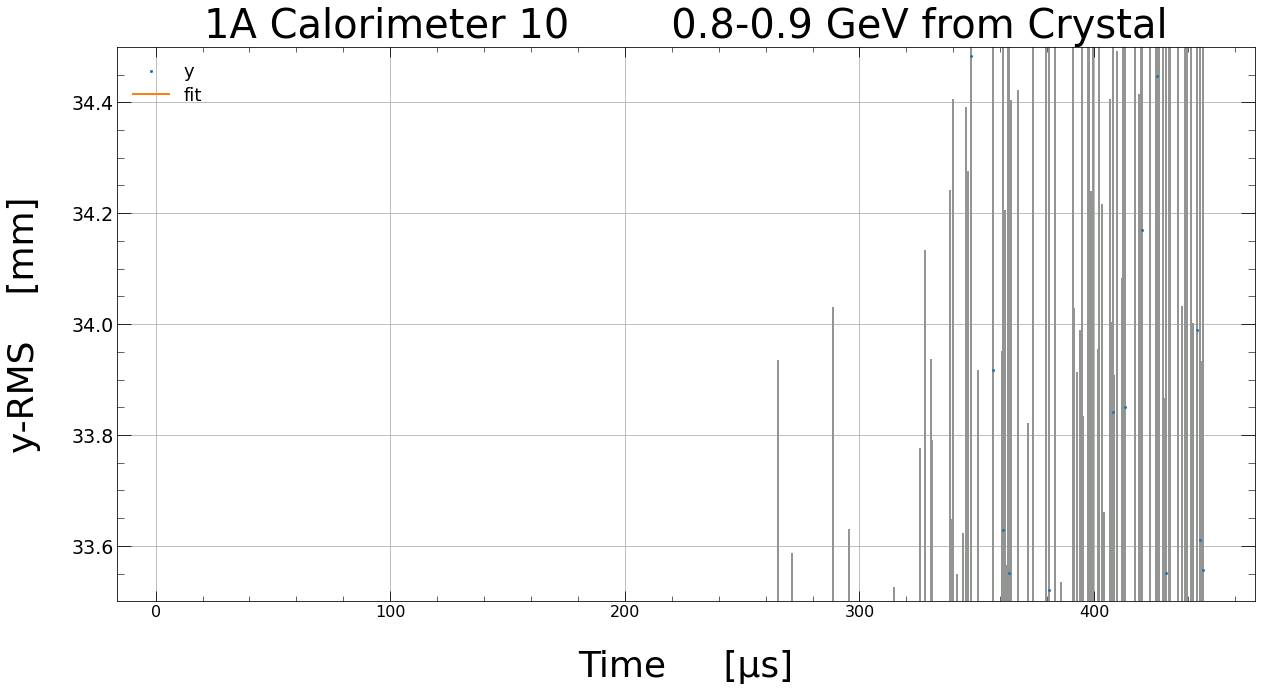 1A Calorimeter 10 0.8-0.9 GeV from Crystal
y
fit
34.4
34.2
34.0
33.8
33.6
y-RMS [mm]
0 100 200 300 400
Time [µs]